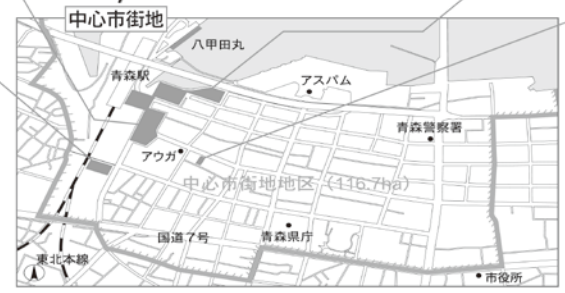 中心市街地
八甲田丸
青森駅
アスパム
青森警察署
アウガ
中心市街地地区（116.7ha）
国道7号
青森県庁
東北本線
市役所